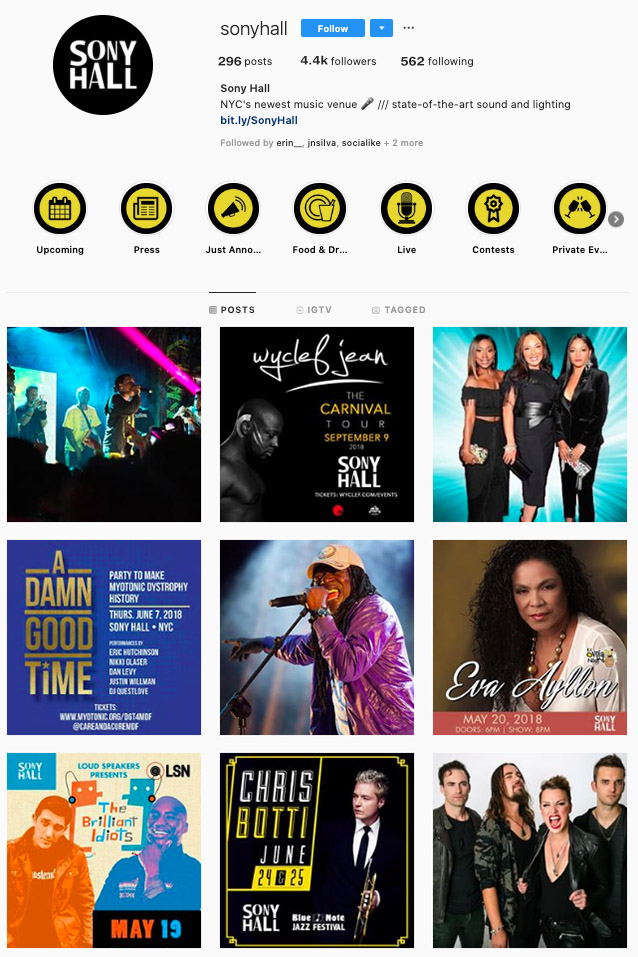 SONY
HALL
sonyhall
Follow
296 posts
4.4k followers
562 following
Sony Hall
NYC's newest music venue 🎤 /// state-of-the-art sound and lighting
bit.ly/SonyHall
Followed by erin__, jnsilva, socialike + 2 more
Upcoming
Press
Just Anno...
Food & Dr...
Live
Contests
Private Ev...
POSTS
IGTV
TAGGED
wyclef jean
THE
CARNIVAL
TOUR
SEPTEMBER 9
2018
SONY
HALL
TICKETS: WYCLEF.COM/EVENTS
A
DAMN
GOOD
TIME
PARTY TO MAKE
MYOTONIC DYSTROPHY
HISTORY
THURS. JUNE 7, 2018
SONY HALL • NYC
PERFORMANCES BY
ERIC HUTCHINSON
NIKKI GLASER
DAN LEVY
JUSTIN WILLMAN
DJ QUESTLOVE
TICKETS:
WWW.MYOTONIC.ORG/DGT4MDF
@CAREANDACUREMDF
Eva Ayllon
MAY 20, 2018
DOORS: 6PM | SHOW: 8PM
SONY
HALL
SONY
HALL
LOUD SPEAKERS
PRESENTS
LSN
The
Brilliant
Idiots
MAY 19
CHRIS
BOTTI
JUNE
24 & 25
SONY
HALL
Blue Note
JAZZ FESTIVAL